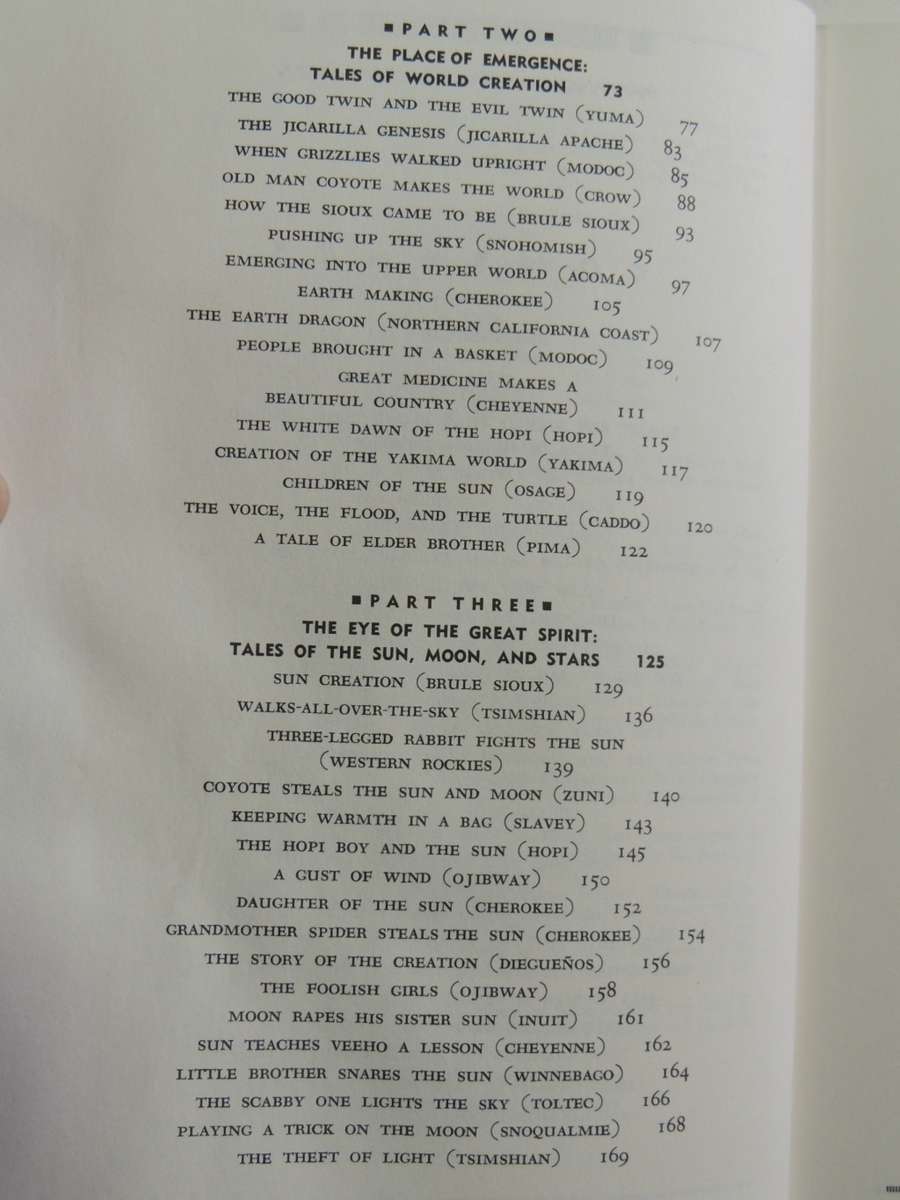 ■ PART TWO ■
THE PLACE OF EMERGENCE:
TALES OF WORLD CREATION 73
THE GOOD TWIN AND THE EVIL TWIN (YUMA) 77
THE JICARILLA GENESIS (JICARILLA APACHE) 83
WHEN GRIZZLIES WALKED UPRIGHT (MODOC) 85
OLD MAN COYOTE MAKES THE WORLD (CROW) 88
HOW THE SIOUX CAME TO BE (BRULE SIOUX) 93
PUSHING UP THE SKY (SNOHOMISH) 95
EMERGING INTO THE UPPER WORLD (ACOMA) 97
EARTH MAKING (CHEROKEE) 105
THE EARTH DRAGON (NORTHERN CALIFORNIA COAST) 107
PEOPLE BROUGHT IN A BASKET (MODOC) 109
GREAT MEDICINE MAKES A
BEAUTIFUL COUNTRY (CHEYENNE) 111
THE WHITE DAWN OF THE HOPI (HOPI) 115
CREATION OF THE YAKIMA WORLD (YAKIMA) 117
CHILDREN OF THE SUN (OSAGE) 119
THE VOICE, THE FLOOD, AND THE TURTLE (CADDO) 120
A TALE OF ELDER BROTHER (PIMA) 122
■ PART THREE ■
THE EYE OF THE GREAT SPIRIT:
TALES OF THE SUN, MOON, AND STARS 125
SUN CREATION (BRULE SIOUX) 129
WALKS-ALL-OVER-THE-SKY (TSIMSHIAN) 136
THREE-LEGGED RABBIT FIGHTS THE SUN
(WESTERN ROCKIES) 139
COYOTE STEALS THE SUN AND MOON (ZUNI) 140
KEEPING WARMTH IN A BAG (SLAVEY) 143
THE HOPI BOY AND THE SUN (HOPI) 145
A GUST OF WIND (OJIBWAY) 150
DAUGHTER OF THE SUN (CHEROKEE) 152
GRANDMOTHER SPIDER STEALS THE SUN (CHEROKEE) 154
THE STORY OF THE CREATION (DIEGUEÑOS) 156
THE FOOLISH GIRLS (OJIBWAY) 158
MOON RAPES HIS SISTER SUN (INUIT) 161
SUN TEACHES VEEHO A LESSON (CHEYENNE) 162
LITTLE BROTHER SNARES THE SUN (WINNEBAGO) 164
THE SCABBY ONE LIGHTS THE SKY (TOLTEC) 166
PLAYING A TRICK ON THE MOON (SNOQUALMIE) 168
THE THEFT OF LIGHT (TSIMSHIAN) 169